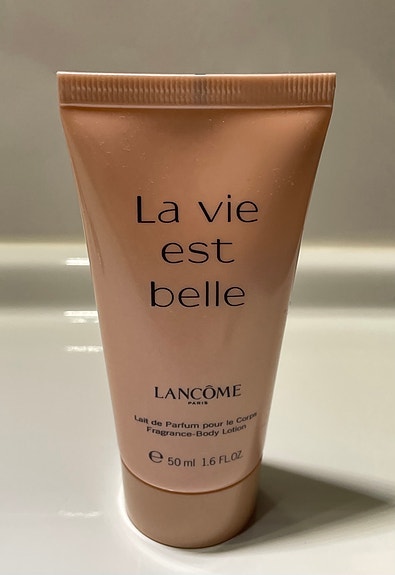 La vie
est
belle
LANCÔME
PARIS
Lait de Parfum pour le Corps
Fragrance-Body Lotion
℮ 50 ml 1.6 FL.OZ.